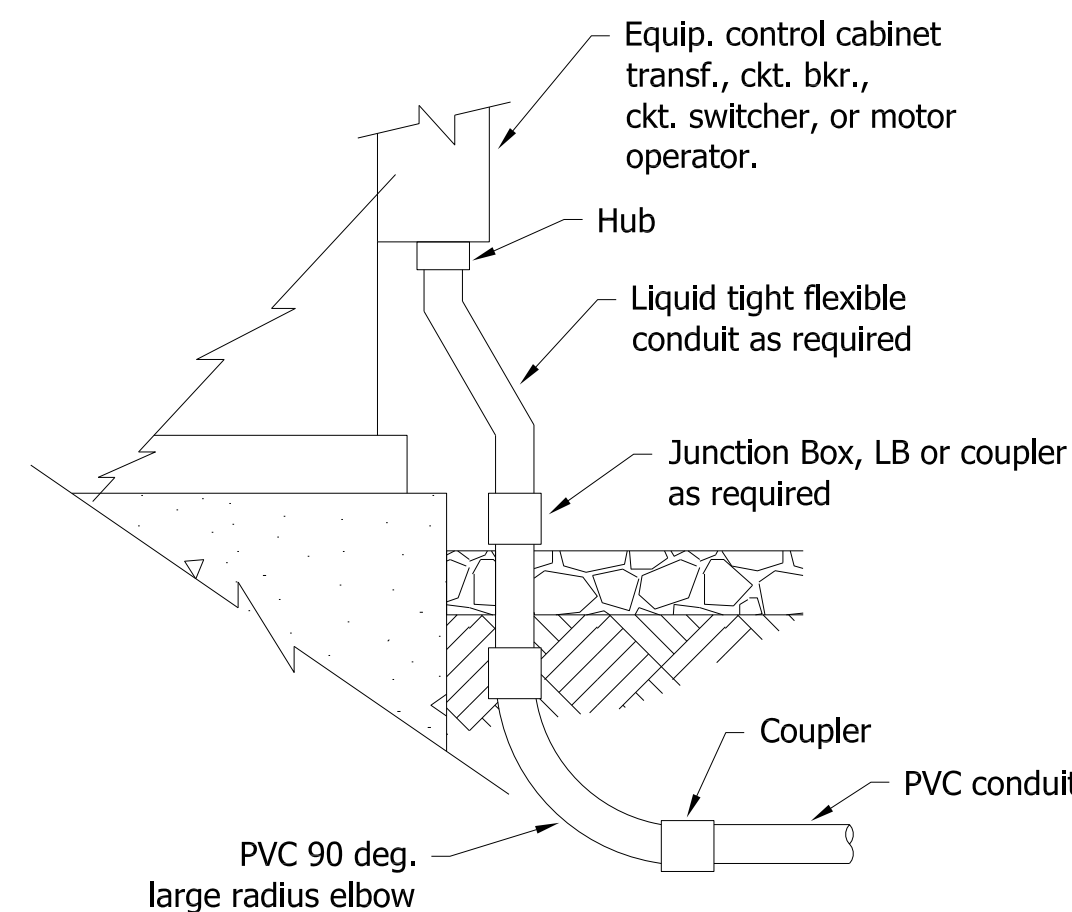 Equip. control cabinet
transf., ckt. bkr.,
ckt. switcher, or motor
operator.
Hub
Liquid tight flexible
conduit as required
Junction Box, LB or coupler
as required
Coupler
PVC conduit
PVC 90 deg.
large radius elbow